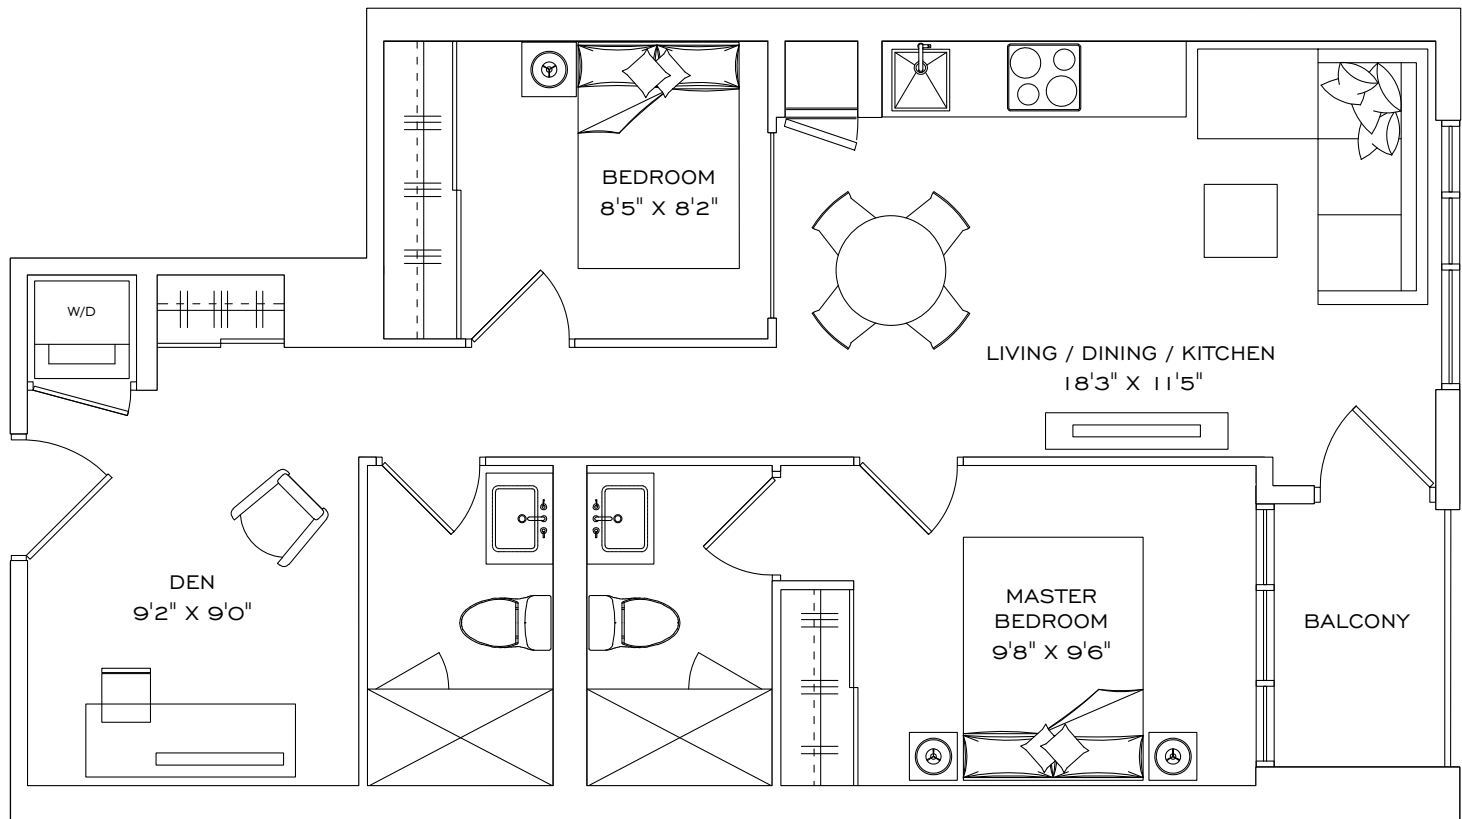 BEDROOM
8'5" X 8'2"
W/D
LIVING / DINING / KITCHEN
18'3" X 11'5"
DEN
9'2" X 9'0"
MASTER
BEDROOM
9'8" X 9'6"
BALCONY